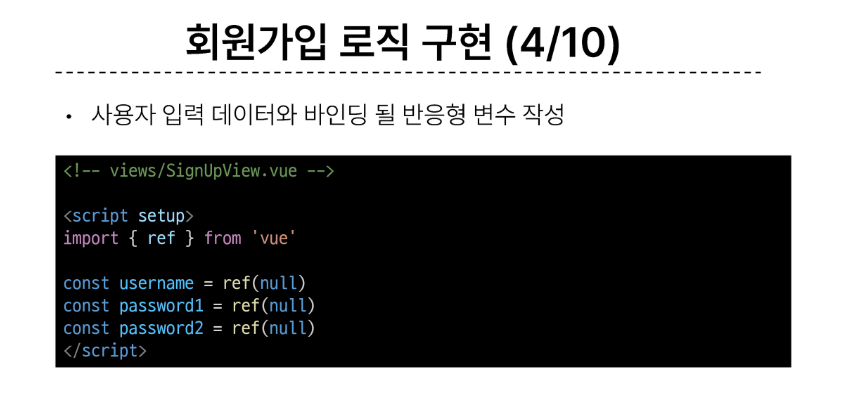 회원가입 로직 구현 (4/10)
• 사용자 입력 데이터와 바인딩 될 반응형 변수 작성
<!-- views/SignUpView.vue -->
<script setup>
import { ref } from 'vue'
const username = ref(null)
const password1 = ref(null)
const password2 = ref(null)
</script>